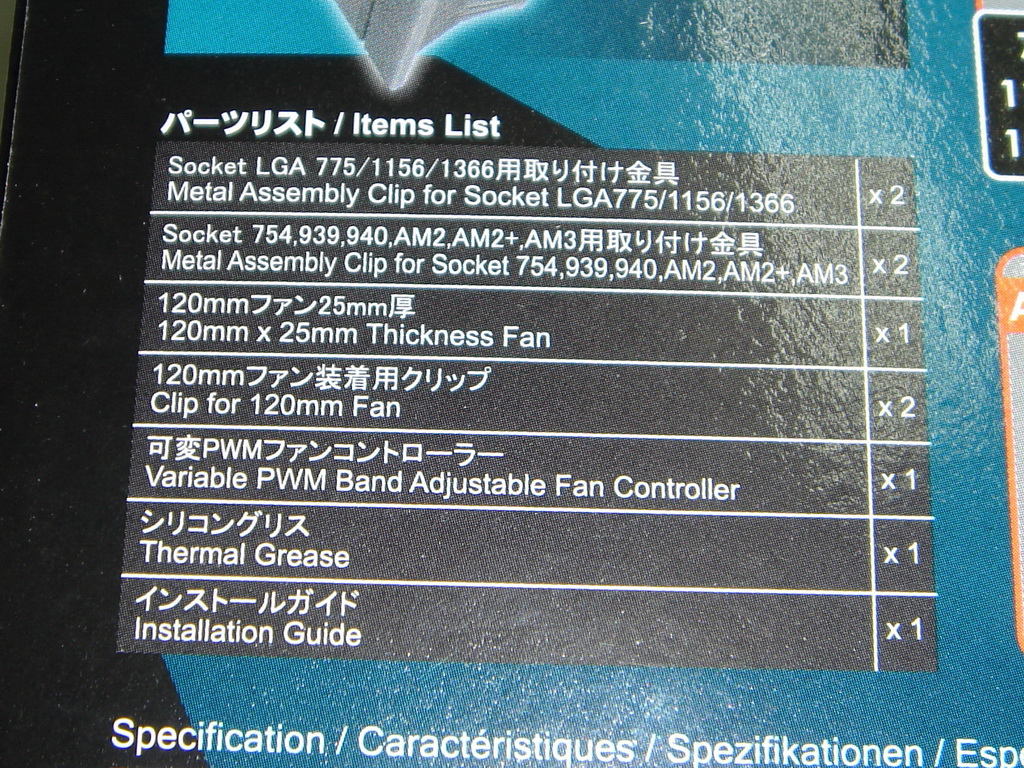 パーツリスト / Items List
Socket LGA 775/1156/1366用取り付け金具
Metal Assembly Clip for Socket LGA775/1156/1366
x 2
Socket 754,939,940,AM2,AM2+,AM3用取り付け金具
Metal Assembly Clip for Socket 754,939,940,AM2,AM2+,AM3
x 2
120mmファン25mm厚
120mm x 25mm Thickness Fan
x 1
120mmファン装着用クリップ
Clip for 120mm Fan
x 2
可変PWMファンコントローラー
Variable PWM Band Adjustable Fan Controller
x 1
シリコングリス
Thermal Grease
x 1
インストールガイド
Installation Guide
x 1
Specification / Caractéristiques / Spezifikationen /